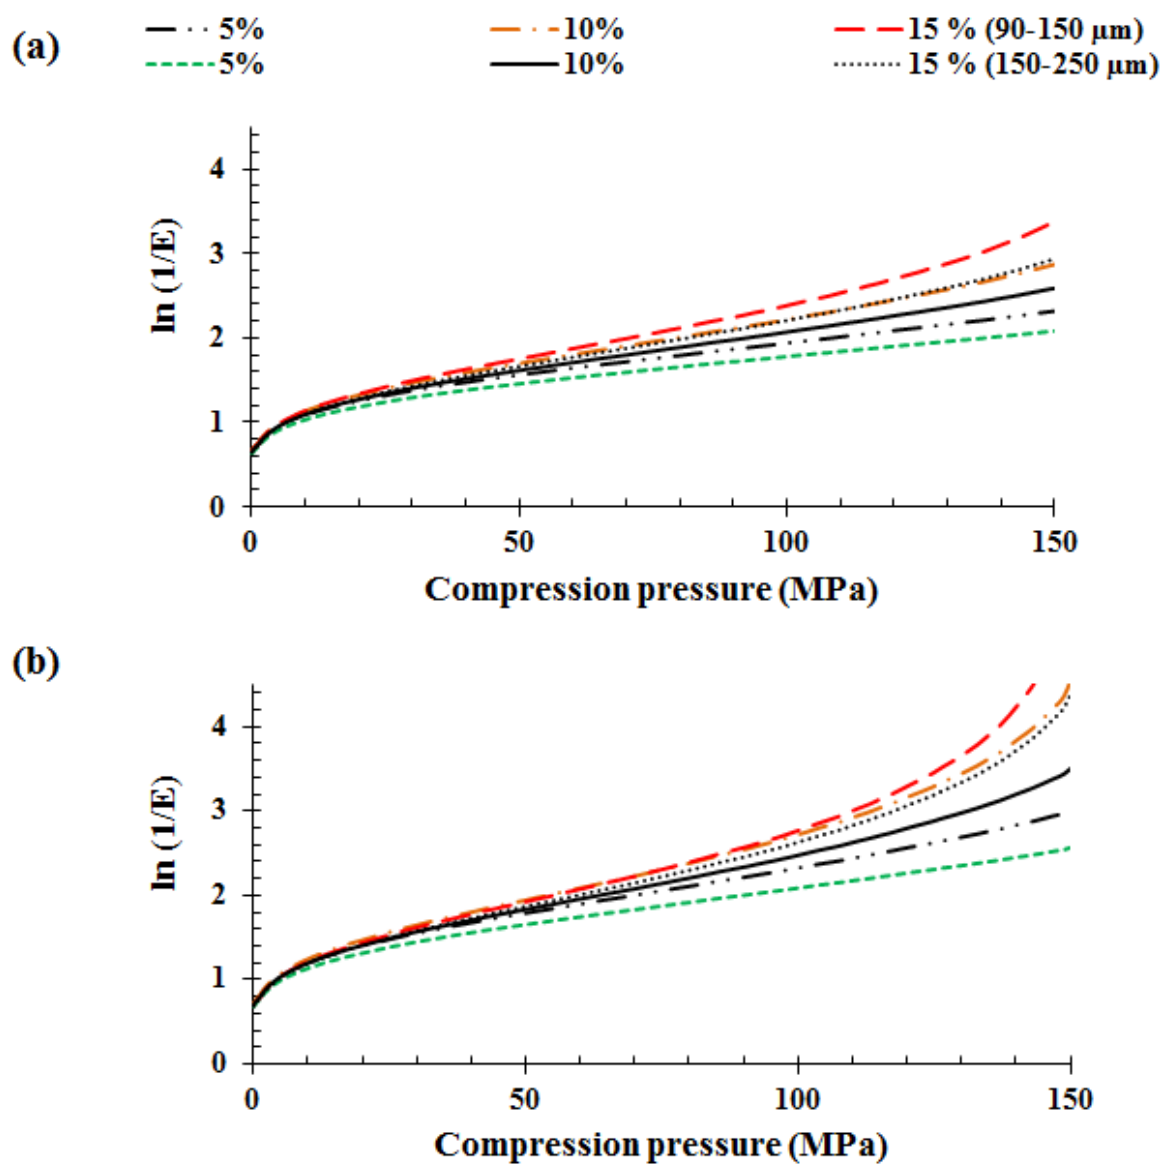 (a)
5% 10% 15 % (90-150 µm)
5% 10% 15 % (150-250 µm)
4
3
2
1
0
ln (1/E)
0 50 100 150
Compression pressure (MPa)
(b)
4
3
2
1
0
ln (1/E)
0 50 100 150
Compression pressure (MPa)